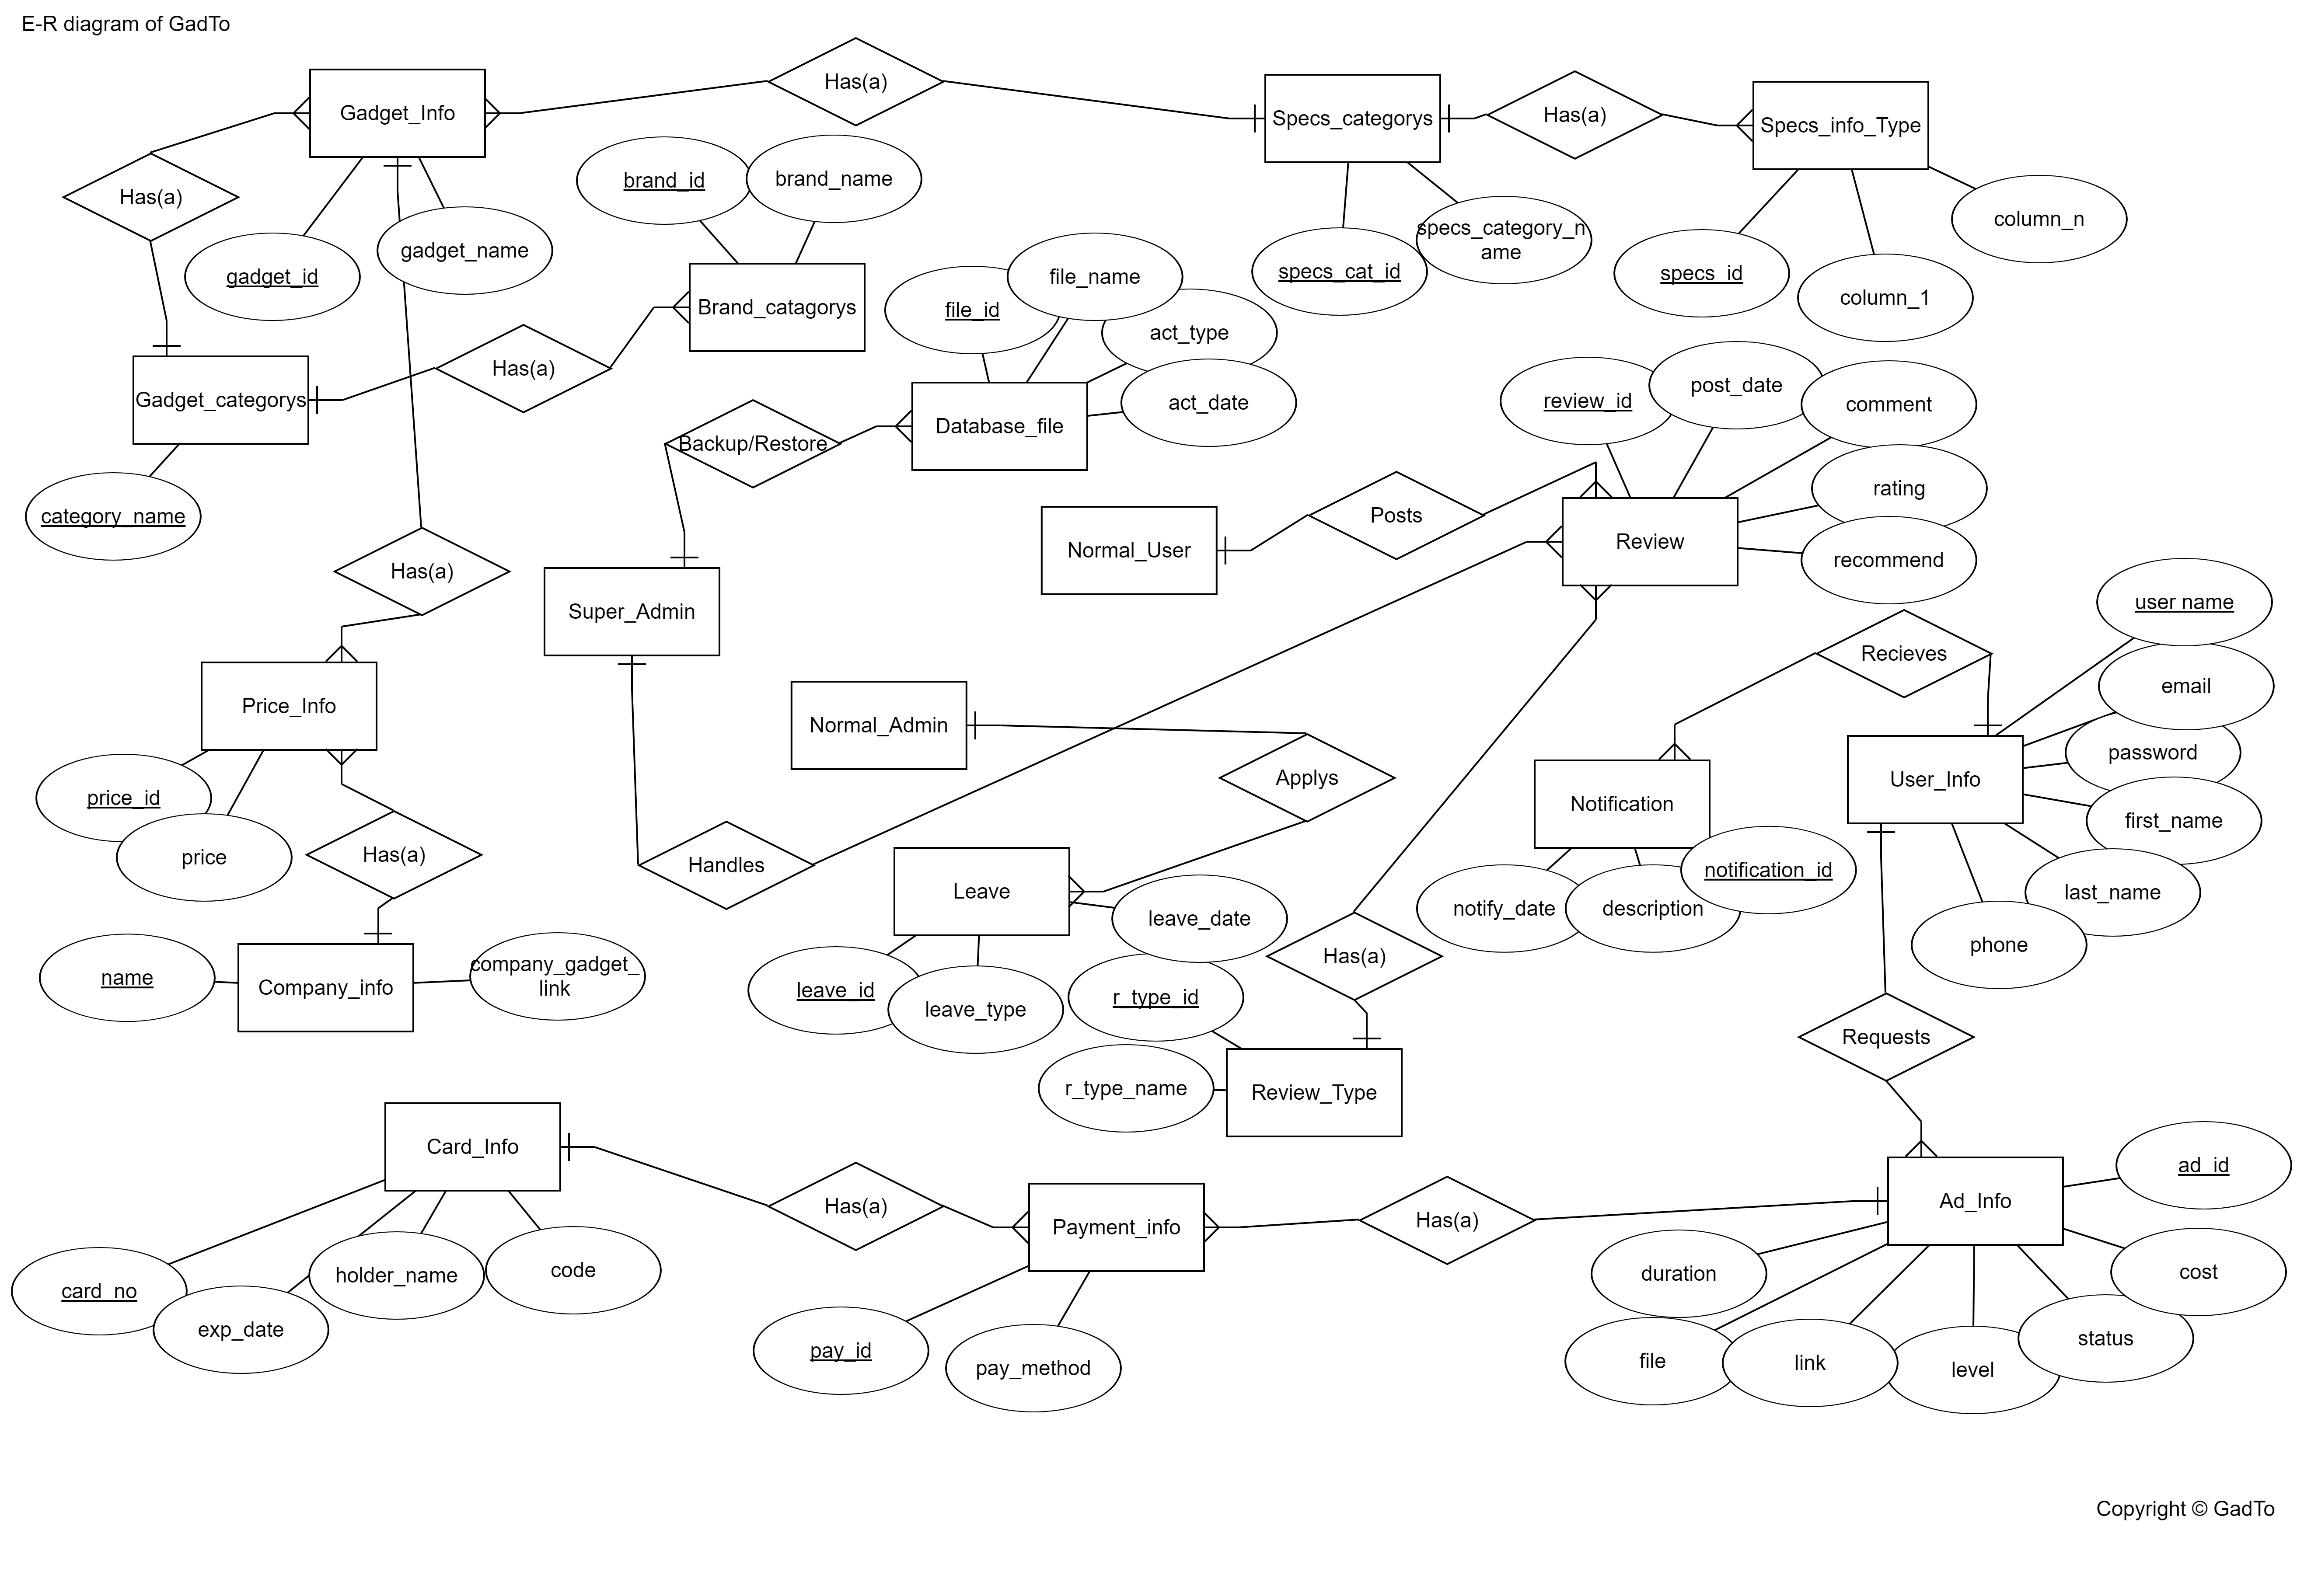 E-R diagram of GadTo
Gadget_Info
Has(a)
Specs_categorys
Has(a)
Specs_info_Type
Has(a)
gadget_id
gadget_name
brand_id
brand_name
specs_cat_id
specs_category_n
ame
specs_id
column_1
column_n
Brand_catagorys
file_id
file_name
act_type
act_date
Gadget_categorys
Has(a)
category_name
Backup/Restore
Database_file
review_id
post_date
comment
rating
recommend
Normal_User
Posts
Review
Has(a)
Super_Admin
user name
email
password
first_name
last_name
phone
Recieves
User_Info
Price_Info
Normal_Admin
Applys
Notification
price_id
price
Has(a)
Handles
Leave
notify_date
description
notification_id
leave_date
leave_id
leave_type
name
Company_info
company_gadget_
link
Has(a)
r_type_id
r_type_name
Review_Type
Requests
Card_Info
Has(a)
Payment_info
Has(a)
Ad_Info
ad_id
card_no
exp_date
holder_name
code
pay_id
pay_method
duration
file
link
level
status
cost
Copyright © GadTo